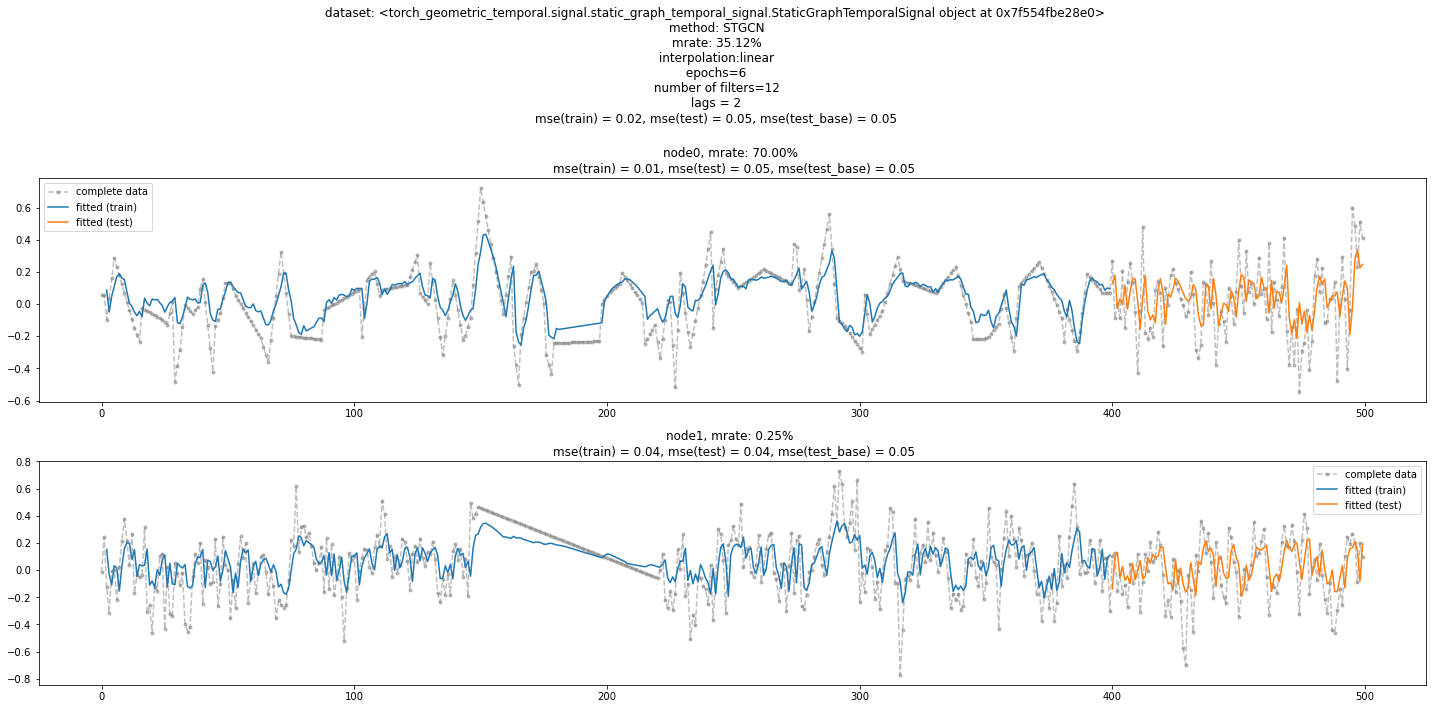 dataset: <torch_geometric_temporal.signal.static_graph_temporal_signal.StaticGraphTemporalSignal object at 0x7f554fbe28e0>
method: STGCN
mrate: 35.12%
interpolation:linear
epochs=6
number of filters=12
lags = 2
mse(train) = 0.02, mse(test) = 0.05, mse(test_base) = 0.05
node0, mrate: 70.00%
mse(train) = 0.01, mse(test) = 0.05, mse(test_base) = 0.05
complete data
fitted (train)
fitted (test)
0.6
0.4
0.2
0.0
−0.2
−0.4
−0.6
0 100 200 300 400 500
node1, mrate: 0.25%
mse(train) = 0.04, mse(test) = 0.04, mse(test_base) = 0.05
complete data
fitted (train)
fitted (test)
0.8
0.6
0.4
0.2
0.0
−0.2
−0.4
−0.6
−0.8
0 100 200 300 400 500